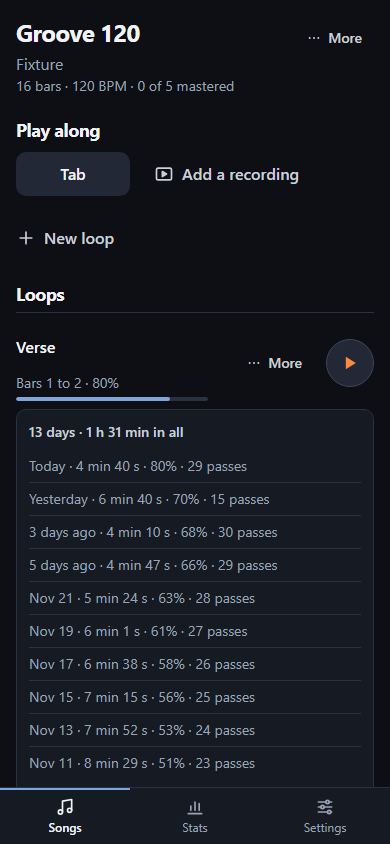 Groove 120
··· More
Fixture
16 bars · 120 BPM · 0 of 5 mastered
Play along
Tab
Add a recording
+ New loop
Loops
Verse
··· More
Bars 1 to 2 · 80%
13 days · 1 h 31 min in all
Today · 4 min 40 s · 80% · 29 passes
Yesterday · 6 min 40 s · 70% · 15 passes
3 days ago · 4 min 10 s · 68% · 30 passes
5 days ago · 4 min 47 s · 66% · 29 passes
Nov 21 · 5 min 24 s · 63% · 28 passes
Nov 19 · 6 min 1 s · 61% · 27 passes
Nov 17 · 6 min 38 s · 58% · 26 passes
Nov 15 · 7 min 15 s · 56% · 25 passes
Nov 13 · 7 min 52 s · 53% · 24 passes
Nov 11 · 8 min 29 s · 51% · 23 passes
Songs
Stats
Settings